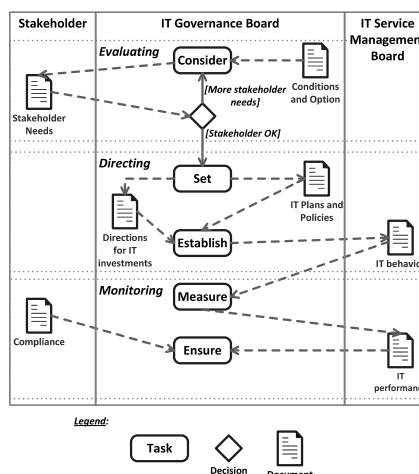 Stakeholder
IT Governance Board
IT Service
Management
Board
Evaluating
Consider
Conditions
and Option
[More stakeholder
needs]
Stakeholder
Needs
[Stakeholder OK]
Directing
Set
IT Plans and
Policies
Directions
for IT
investments
Establish
IT behavio
Monitoring
Measure
Compliance
Ensure
IT
performanc
Legend:
Task
Decision
Document